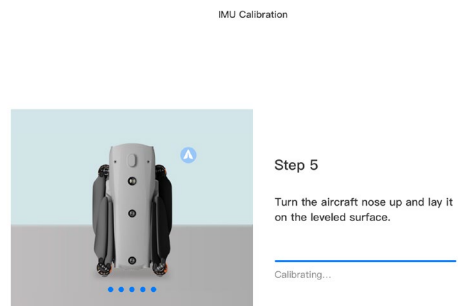 IMU Calibration
Step 5
Turn the aircraft nose up and lay it
on the leveled surface.
Calibrating...